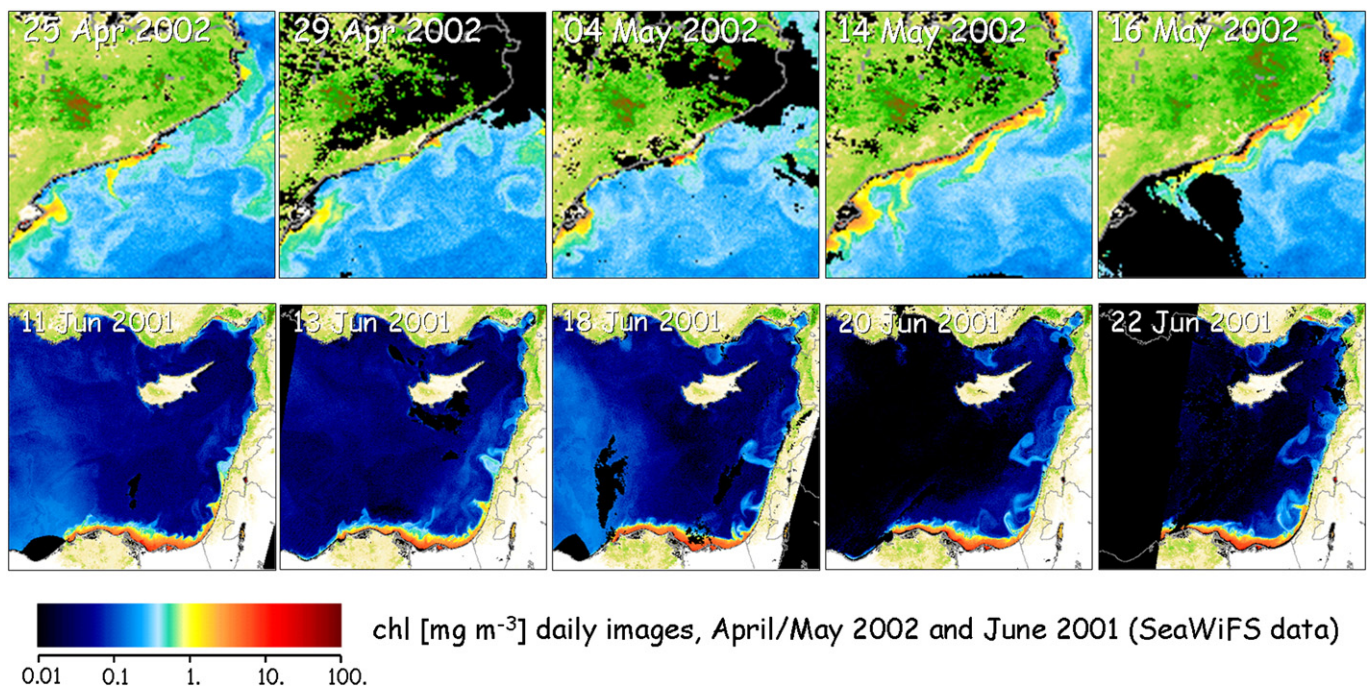 25 Apr 2002 29 Apr 2002 04 May 2002 14 May 2002 16 May 2002
11 Jun 2001 13 Jun 2001 18 Jun 2001 20 Jun 2001 22 Jun 2001
chl [mg m⁻³] daily images, April/May 2002 and June 2001 (SeaWiFS data)
0.01 0.1 1. 10. 100.